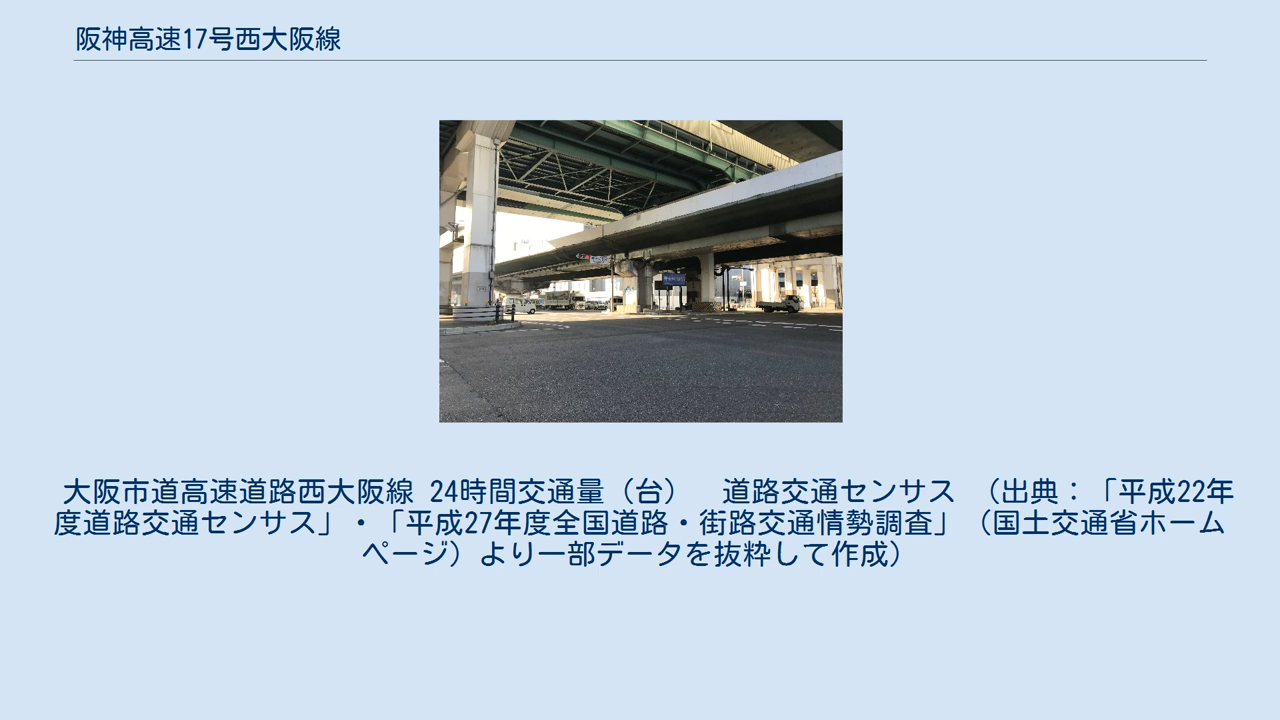 阪神高速17号西大阪線
大阪市道高速道路西大阪線 24時間交通量（台）　道路交通センサス （出典：「平成22年
度道路交通センサス」・「平成27年度全国道路・街路交通情勢調査」（国土交通省ホーム
ページ）より一部データを抜粋して作成）